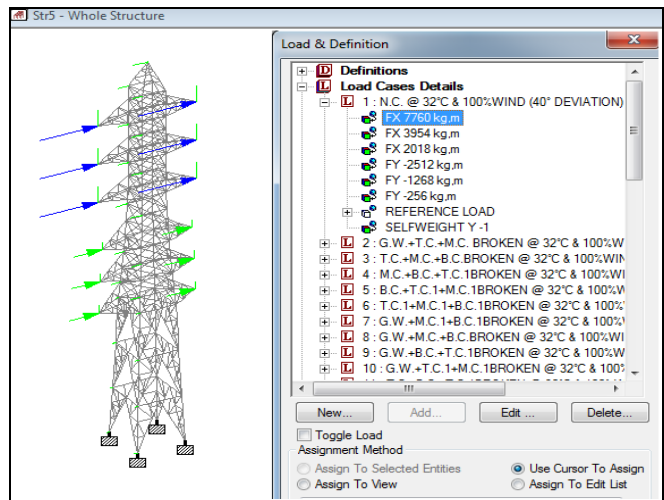 Str5 - Whole Structure
Load & Definition
Definitions
Load Cases Details
1 : N.C. @ 32°C & 100%WIND (40° DEVIATION)
FX 7760 kg,m
FX 3954 kg,m
FX 2018 kg,m
FY -2512 kg,m
FY -1268 kg,m
FY -256 kg,m
REFERENCE LOAD
SELFWEIGHT Y -1
2 : G.W.+T.C.+M.C. BROKEN @ 32°C & 100%W
3 : T.C.+M.C.+B.C.BROKEN @ 32°C & 100%WIN
4 : M.C.+B.C.+T.C.1BROKEN @ 32°C & 100%W
5 : B.C.+T.C.1+M.C.1BROKEN @ 32°C & 100%
6 : T.C.1+M.C.1+B.C.1BROKEN @ 32°C & 100%
7 : G.W.+M.C.1+B.C.1BROKEN @ 32°C & 100%
8 : G.W.+M.C.+B.C.BROKEN @ 32°C & 100%WI
9 : G.W.+B.C.+T.C.1BROKEN @ 32°C & 100%W
10 : G.W.+T.C.1+M.C.1BROKEN @ 32°C & 100%
New...
Add...
Edit ...
Delete...
Toggle Load
Assignment Method
Assign To Selected Entities
Use Cursor To Assign
Assign To View
Assign To Edit List